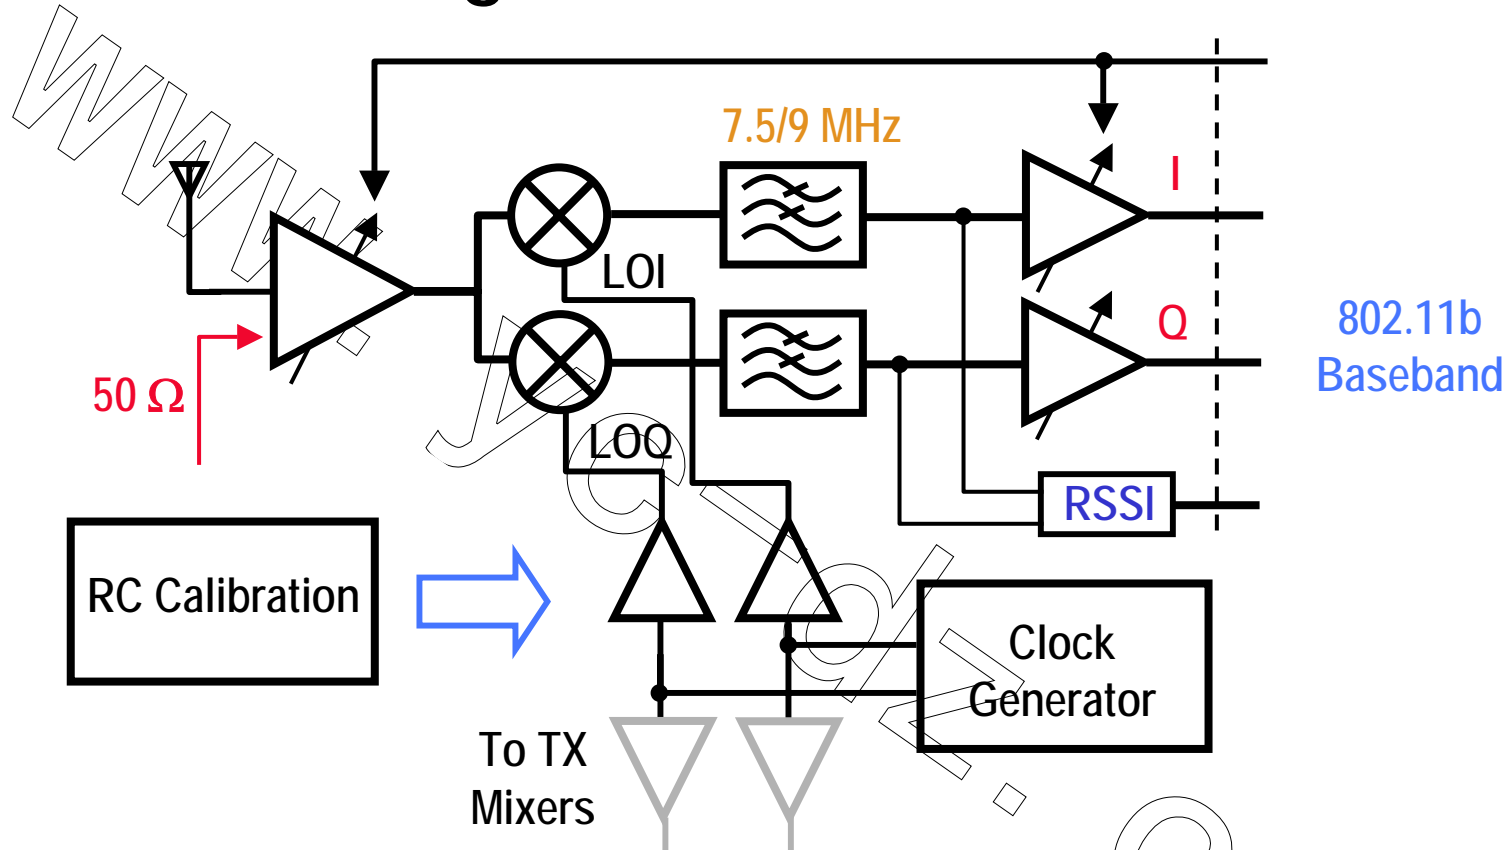 7.5/9 MHz
I
LOI
Q
802.11b
Baseband
50 Ω
LOQ
RSSI
RC Calibration
Clock
Generator
To TX
Mixers